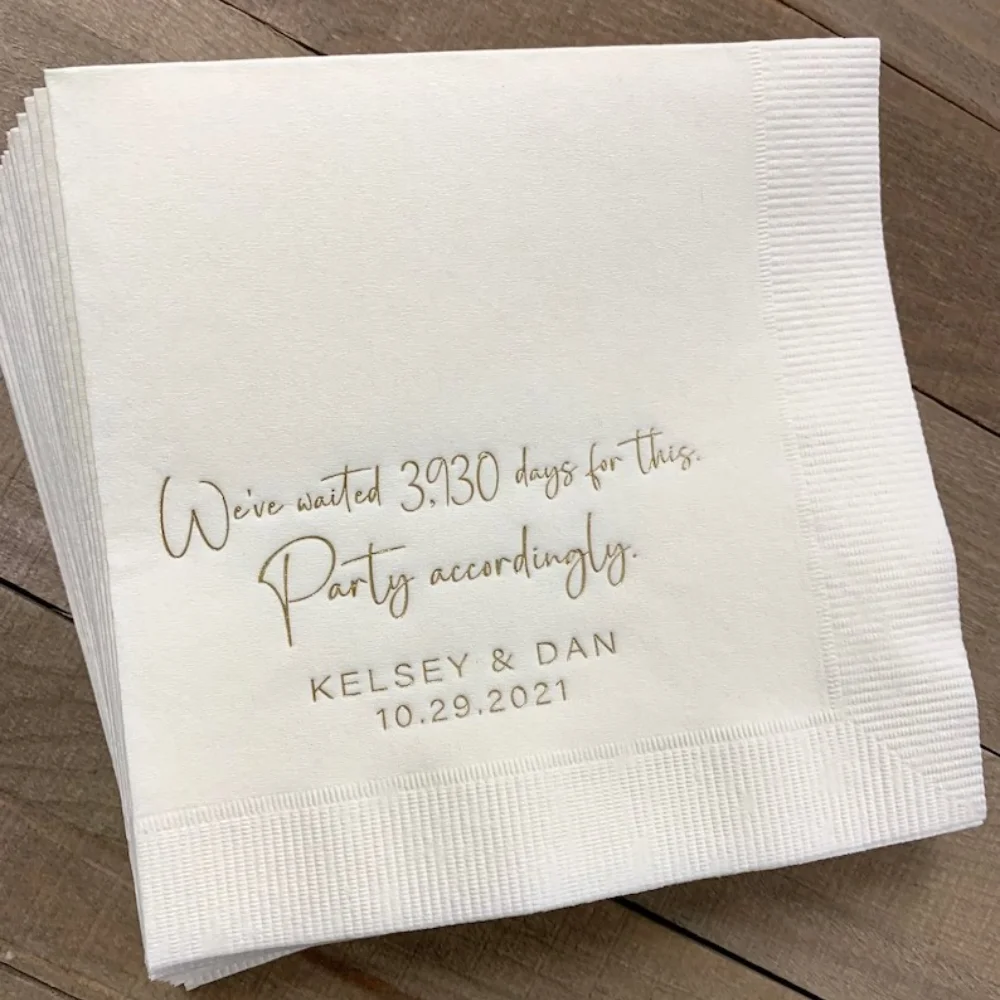 We've waited 3,930 days for this.
Party accordingly.
KELSEY & DAN
10.29.2021